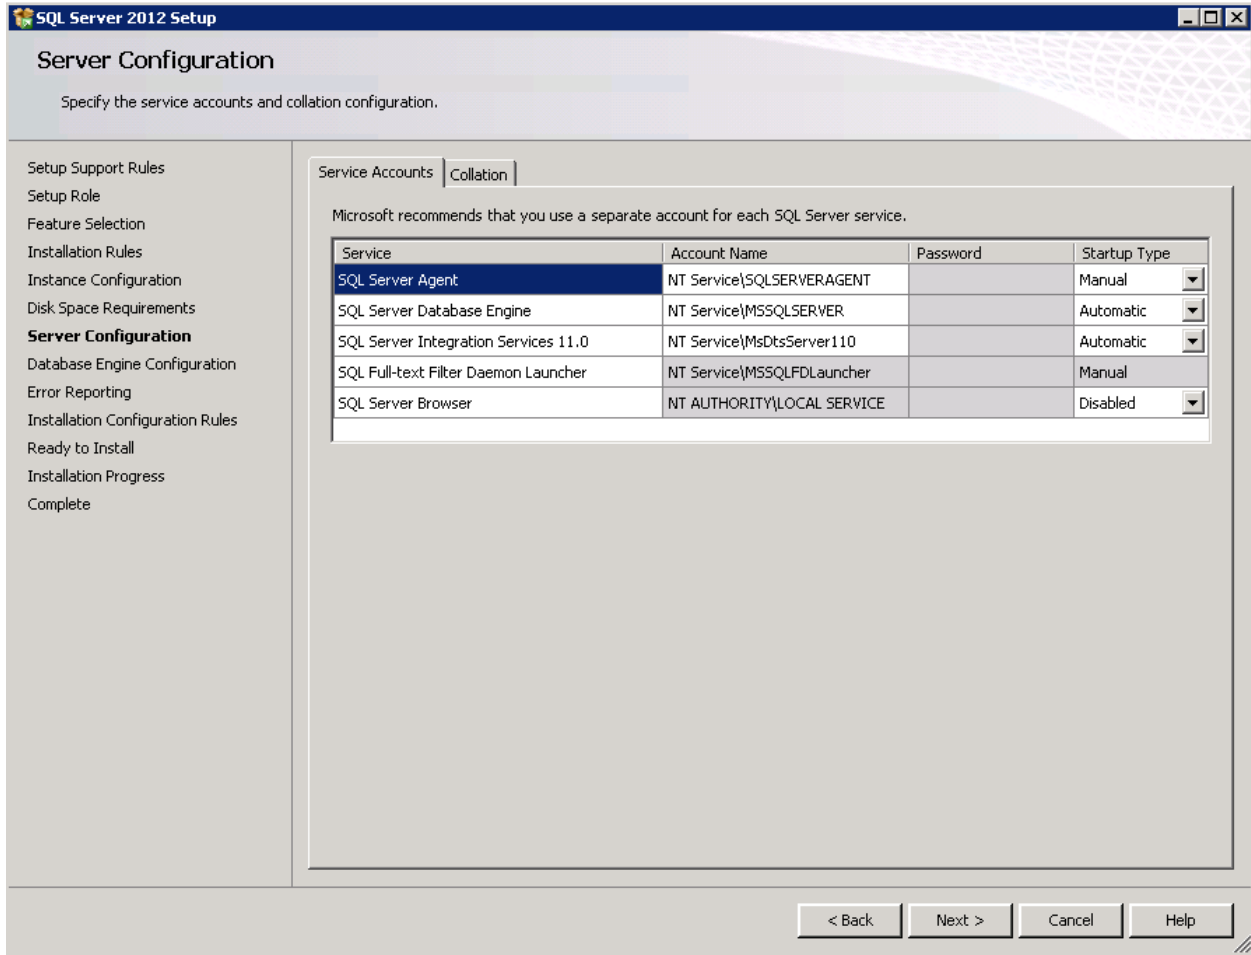 SQL Server 2012 Setup
Server Configuration
Specify the service accounts and collation configuration.
Setup Support Rules
Setup Role
Feature Selection
Installation Rules
Instance Configuration
Disk Space Requirements
Server Configuration
Database Engine Configuration
Error Reporting
Installation Configuration Rules
Ready to Install
Installation Progress
Complete
Service Accounts Collation
Microsoft recommends that you use a separate account for each SQL Server service.
Service Account Name Password Startup Type
SQL Server Agent NT Service\SQLSERVERAGENT Manual
SQL Server Database Engine NT Service\MSSQLSERVER Automatic
SQL Server Integration Services 11.0 NT Service\MsDtsServer110 Automatic
SQL Full-text Filter Daemon Launcher NT Service\MSSQLFDLauncher Manual
SQL Server Browser NT AUTHORITY\LOCAL SERVICE Disabled
< Back Next > Cancel Help